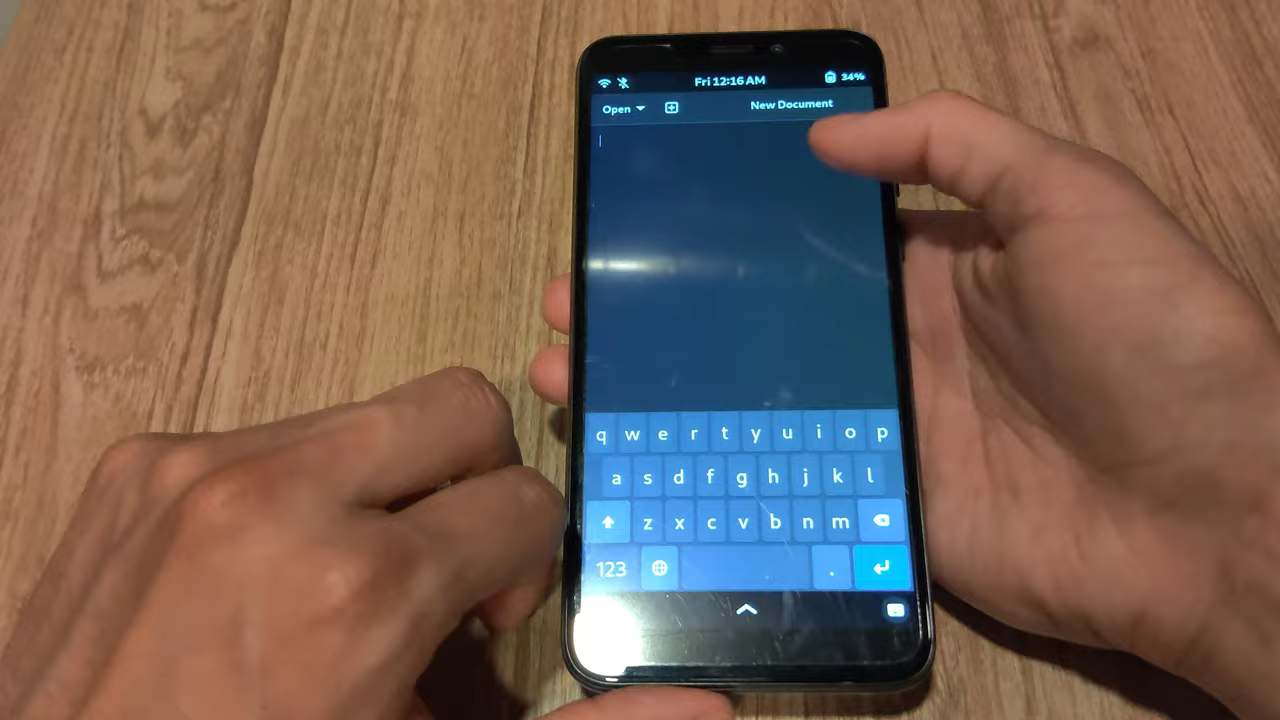 Fri 12:16 AM 34%
Open New Document
q w e r t y u i o p
a s d f g h j k l
z x c v b n m
123 .